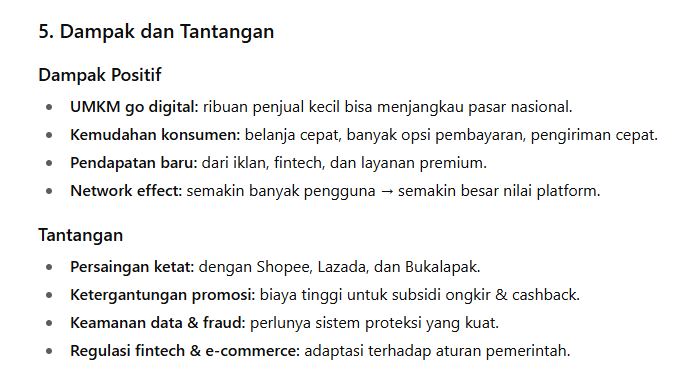 5. Dampak dan Tantangan
Dampak Positif
• UMKM go digital: ribuan penjual kecil bisa menjangkau pasar nasional.
• Kemudahan konsumen: belanja cepat, banyak opsi pembayaran, pengiriman cepat.
• Pendapatan baru: dari iklan, fintech, dan layanan premium.
• Network effect: semakin banyak pengguna → semakin besar nilai platform.
Tantangan
• Persaingan ketat: dengan Shopee, Lazada, dan Bukalapak.
• Ketergantungan promosi: biaya tinggi untuk subsidi ongkir & cashback.
• Keamanan data & fraud: perlunya sistem proteksi yang kuat.
• Regulasi fintech & e-commerce: adaptasi terhadap aturan pemerintah.